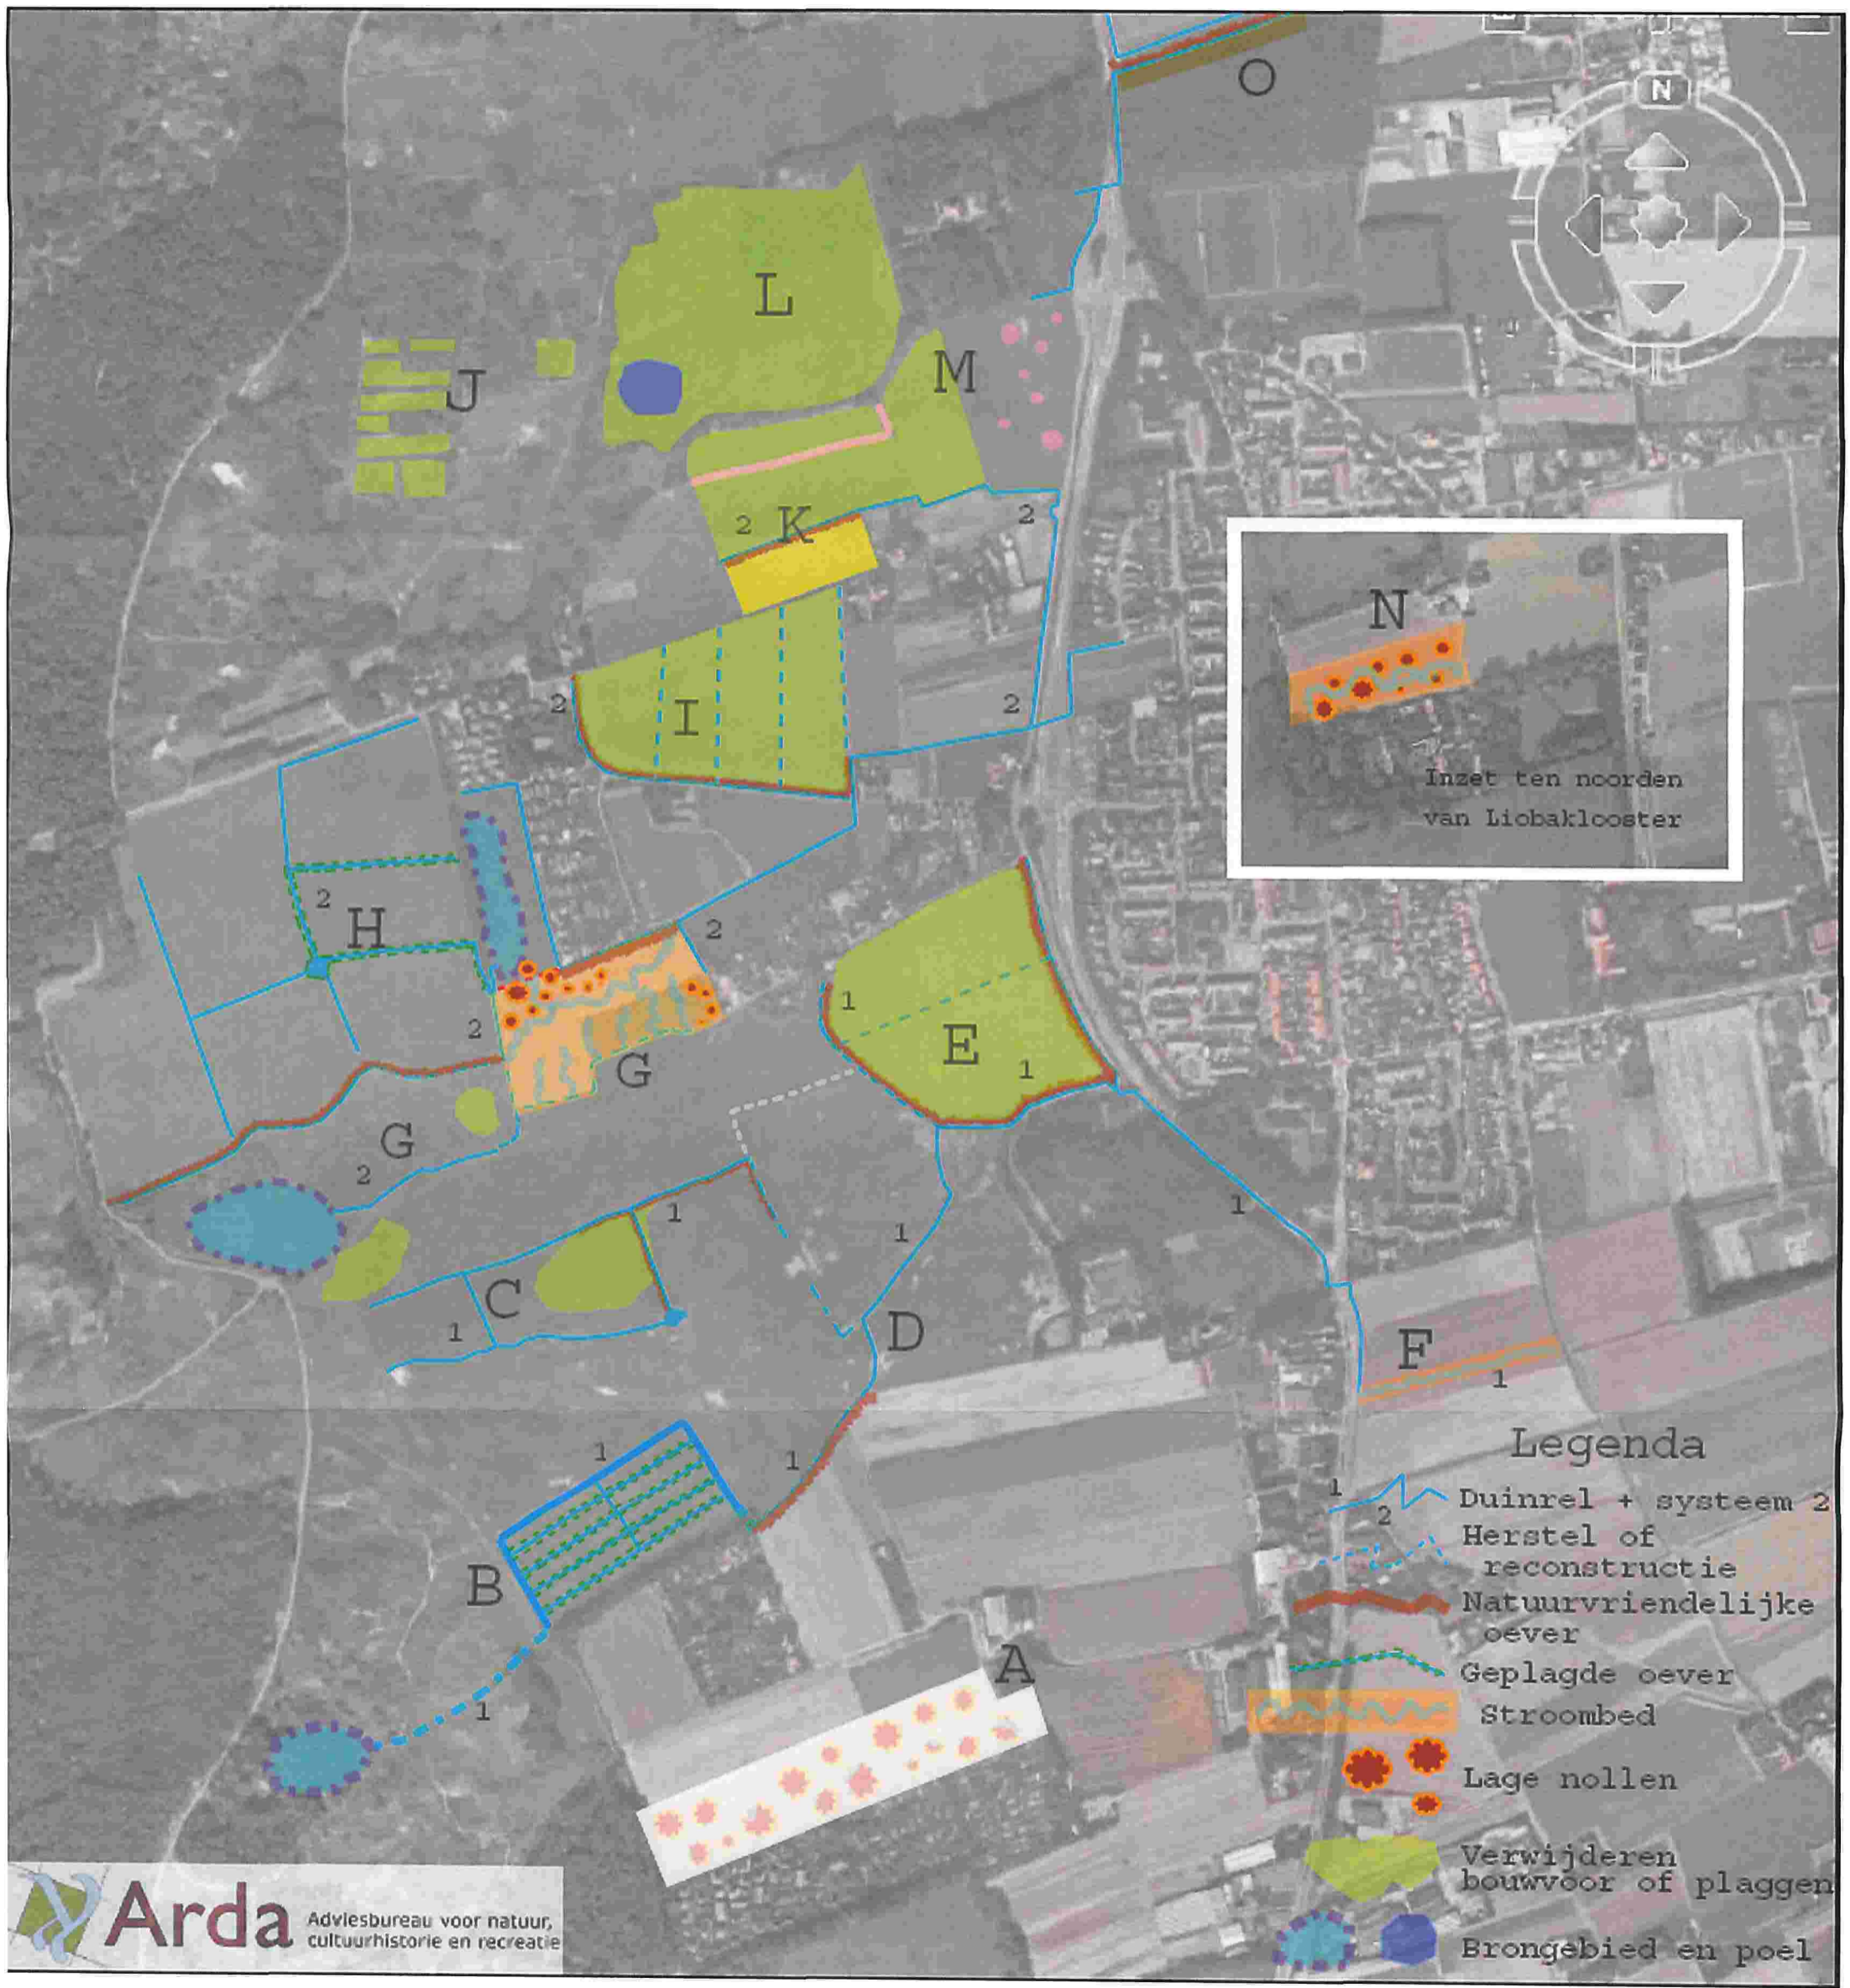 O
N
L
M
J
2
K
2
N
2
I
2
Inzet ten noorden
van Liobaklooster
2
H
2
1
2
E
1
G
G
2
1
1
1
C
D
1
F
1
1
1
Legenda
1
Duinrel + systeem 2
2
Herstel of
reconstructie
B
Natuurvriendelijke
oever
A
Geplagde oever
1
Stroombed
Lage nollen
Verwijderen
bouwvoor of plaggen
Arda
Adviesbureau voor natuur,
cultuurhistorie en recreatie
Brongebied en poel